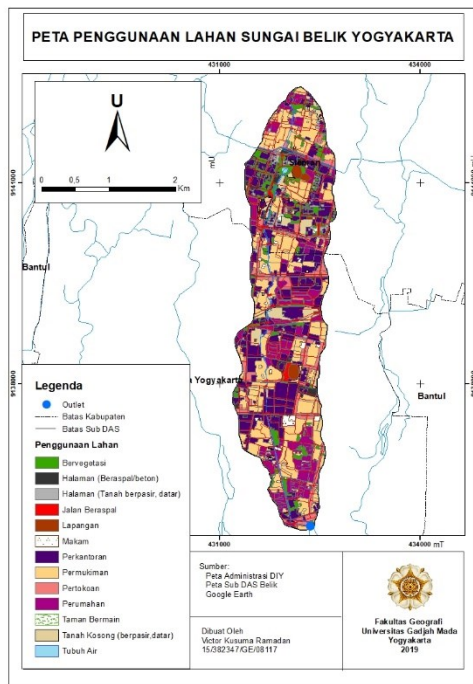 PETA PENGGUNAAN LAHAN SUNGAI BELIK YOGYAKARTA
431000
434000
U
0 0,5 1 2
Km
mU
9141000
9141000
Sleman
Bantul
Yogyakarta
9138000
Bantul
Legenda
Outlet
Batas Kabupaten
Batas Sub DAS
Penggunaan Lahan
Bervegetasi
Halaman (Beraspal/beton)
Halaman (Tanah berpasir, datar)
Jalan Beraspal
Lapangan
Makam
Perkantoran
Permukiman
Pertokoan
Perumahan
Taman Bermain
Tanah Kosong (berpasir,datar)
Tubuh Air
431000
434000 mT
Sumber:
Peta Administrasi DIY
Peta Sub DAS Belik
Google Earth
Dibuat Oleh
Victor Kusuma Ramadan
15/382347/GE/08117
Fakultas Geografi
Universitas Gadjah Mada
Yogyakarta
2019